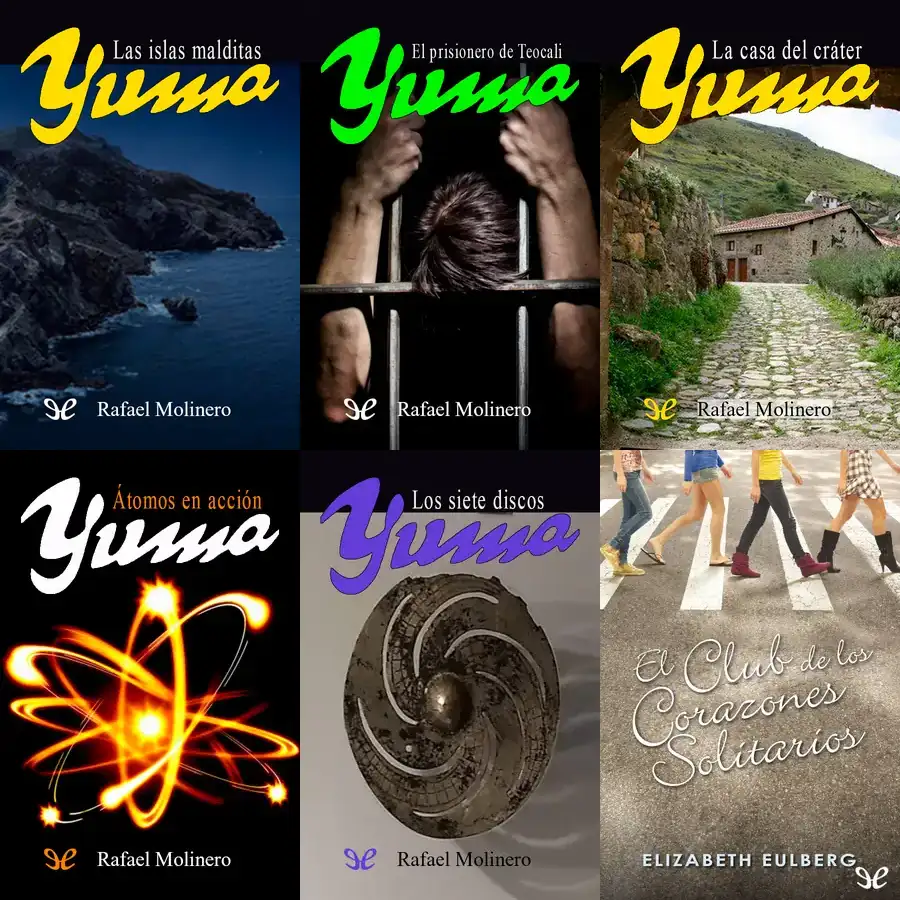 Las islas malditas
Yuma
Rafael Molinero
El prisionero de Teocali
Yuma
Rafael Molinero
La casa del cráter
Yuma
Rafael Molinero
Átomos en acción
Yuma
Rafael Molinero
Los siete discos
Yuma
Rafael Molinero
El Club de los
Corazones
Solitarios
ELIZABETH EULBERG